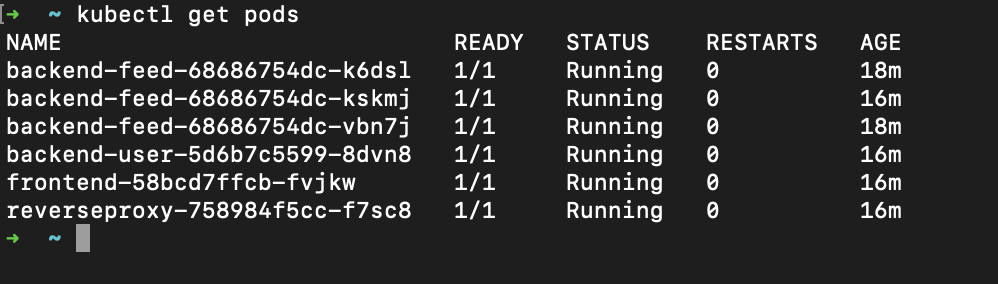 ➜  ~ kubectl get pods
NAME                            READY   STATUS    RESTARTS   AGE
backend-feed-68686754dc-k6dsl   1/1     Running   0          18m
backend-feed-68686754dc-kskmj   1/1     Running   0          16m
backend-feed-68686754dc-vbn7j   1/1     Running   0          18m
backend-user-5d6b7c5599-8dvn8   1/1     Running   0          16m
frontend-58bcd7ffcb-fvjkw       1/1     Running   0          16m
reverseproxy-758984f5cc-f7sc8   1/1     Running   0          16m
➜  ~